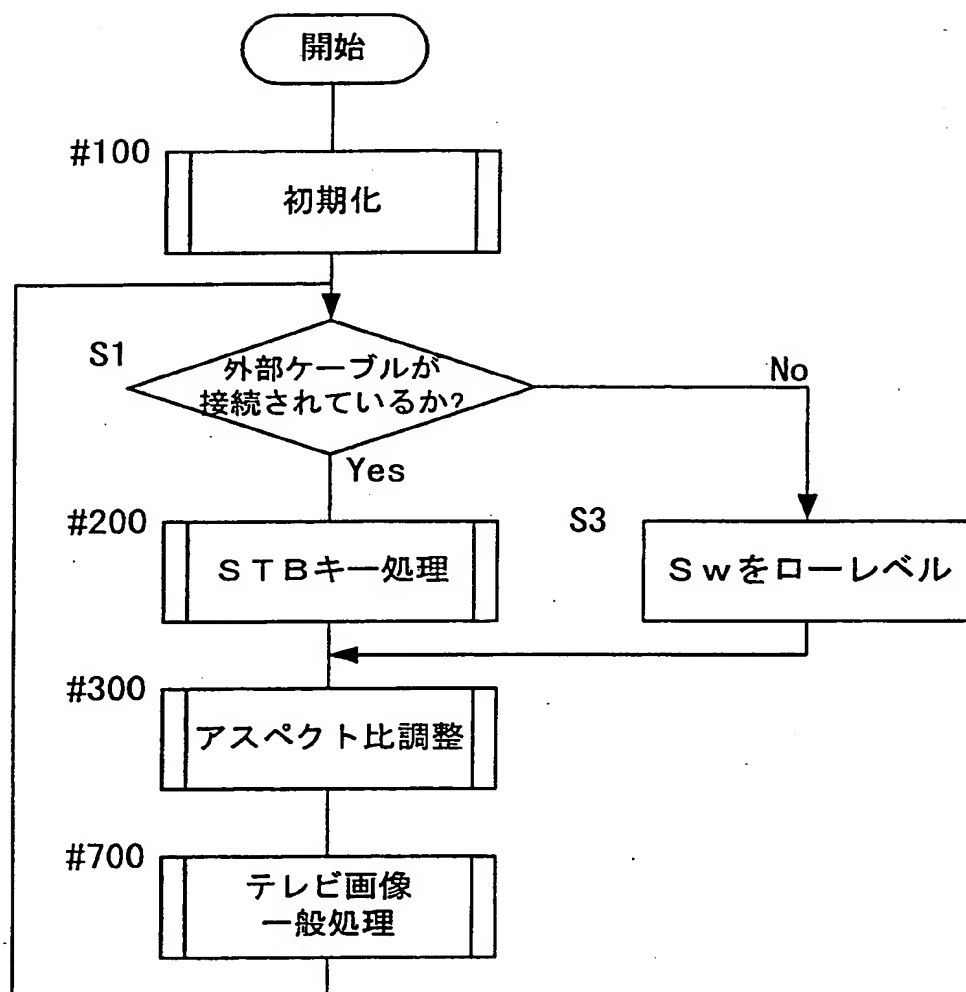 開始
#100
初期化
S1
外部ケーブルが
接続されているか?
No
Yes
#200
STBキー処理
S3
Swをローレベル
#300
アスペクト比調整
#700
テレビ画像
一般処理